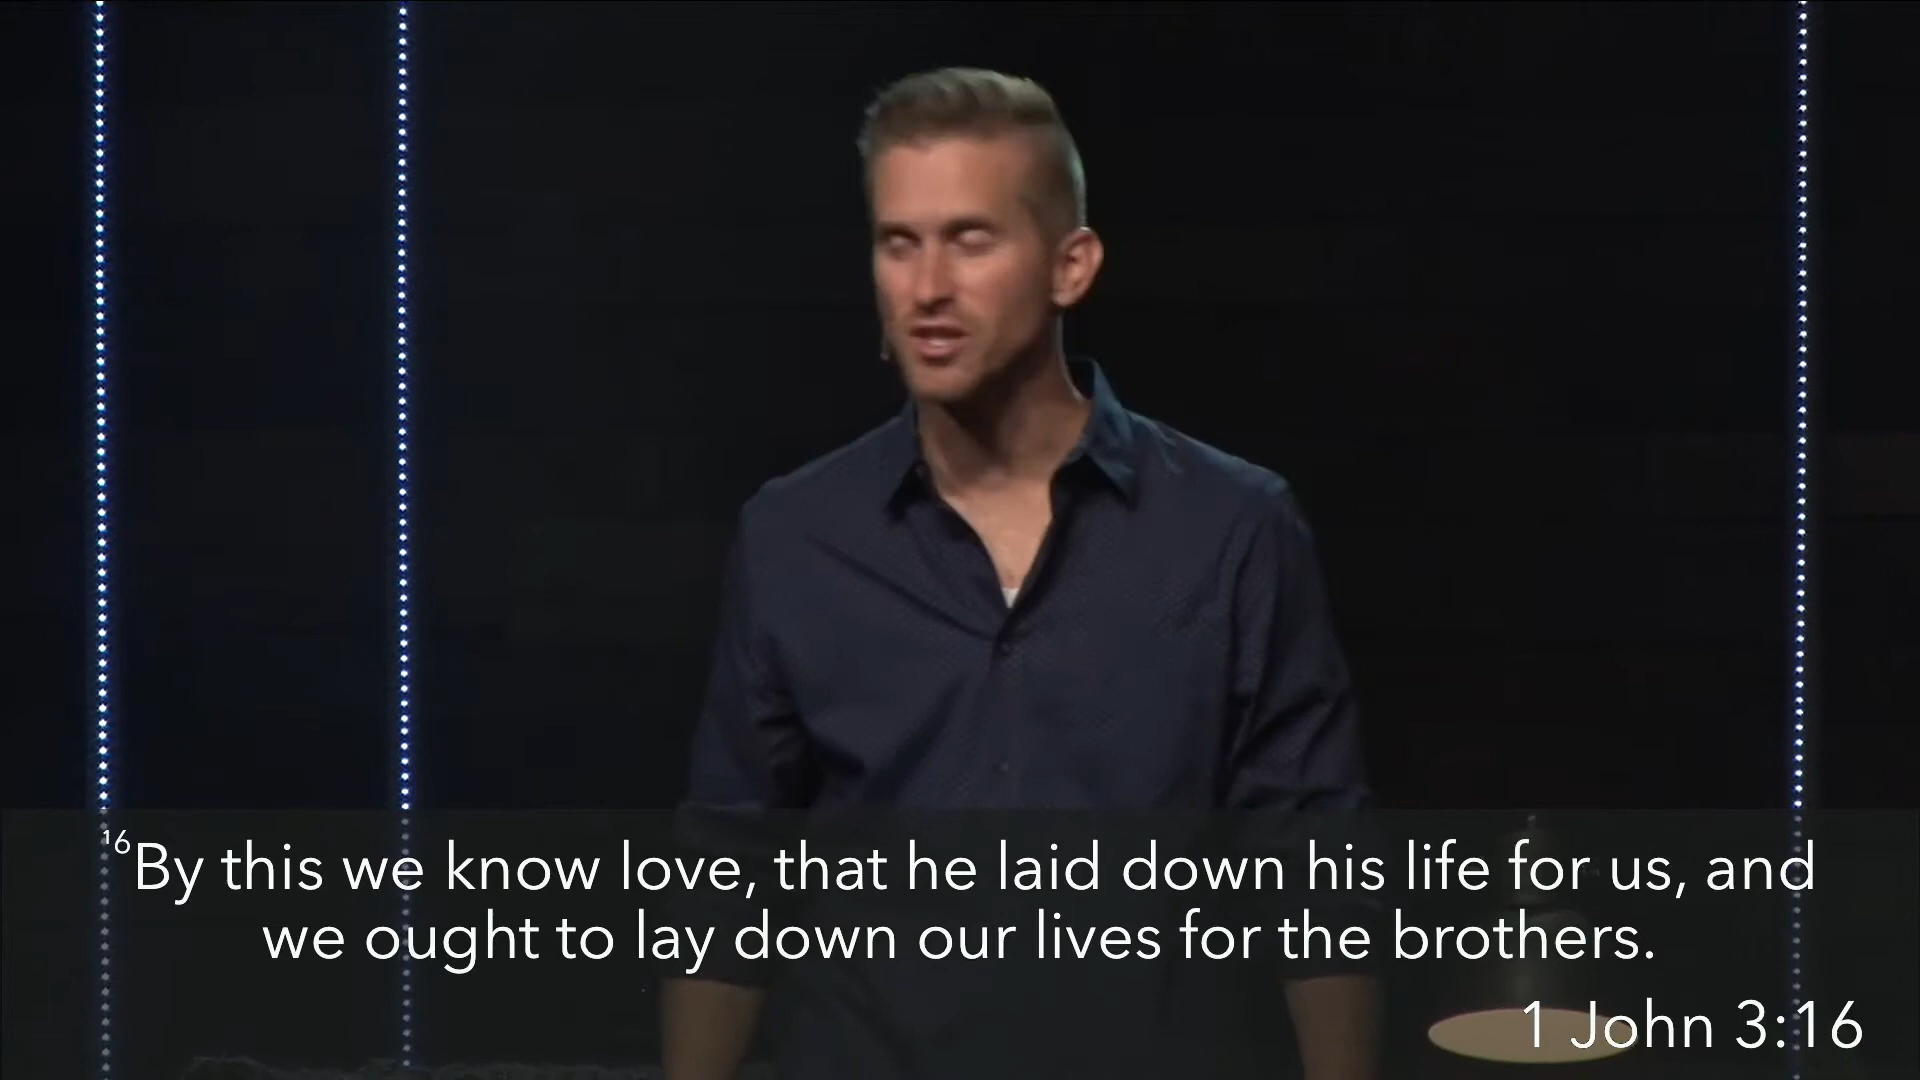 16By this we know love, that he laid down his life for us, and
we ought to lay down our lives for the brothers.
1 John 3:16